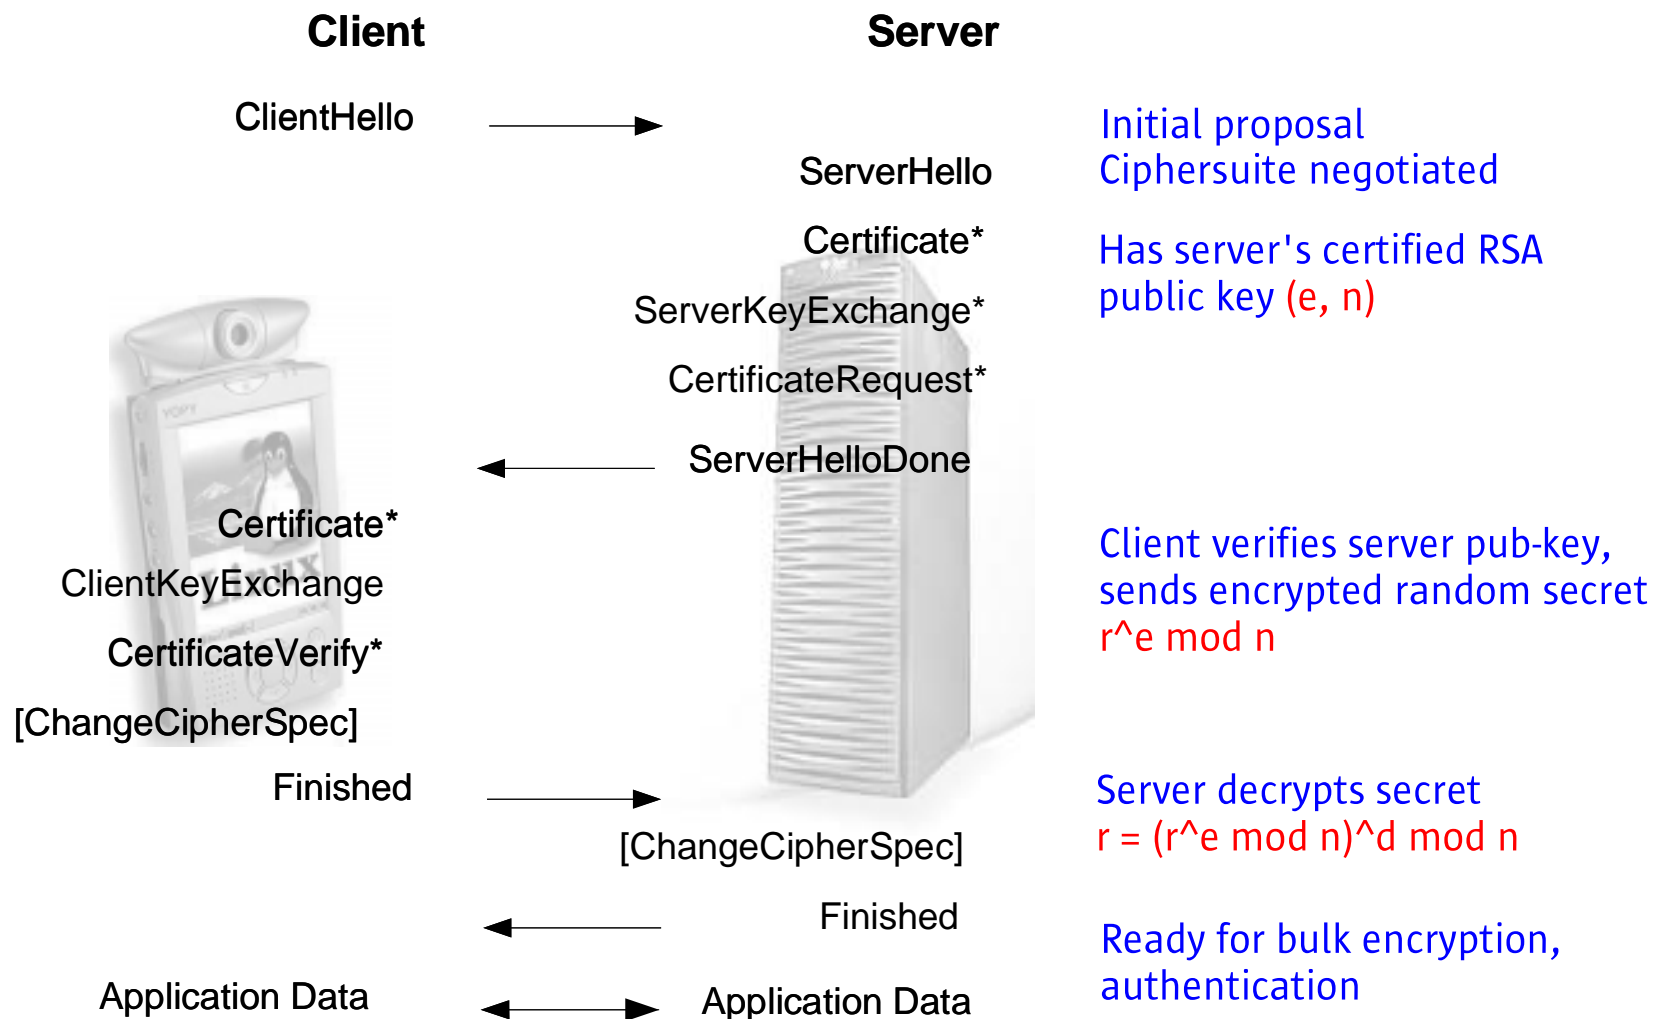 Client
Server
ClientHello
Initial proposal
ServerHello
Ciphersuite negotiated
Certificate*
Has server's certified RSA
public key (e, n)
ServerKeyExchange*
CertificateRequest*
YOPY
ServerHelloDone
Certificate*
Client verifies server pub-key,
sends encrypted random secret
r^e mod n
ClientKeyExchange
Linux
CertificateVerify*
[ChangeCipherSpec]
Finished
Server decrypts secret
r = (r^e mod n)^d mod n
[ChangeCipherSpec]
Finished
Ready for bulk encryption,
authentication
Application Data
Application Data